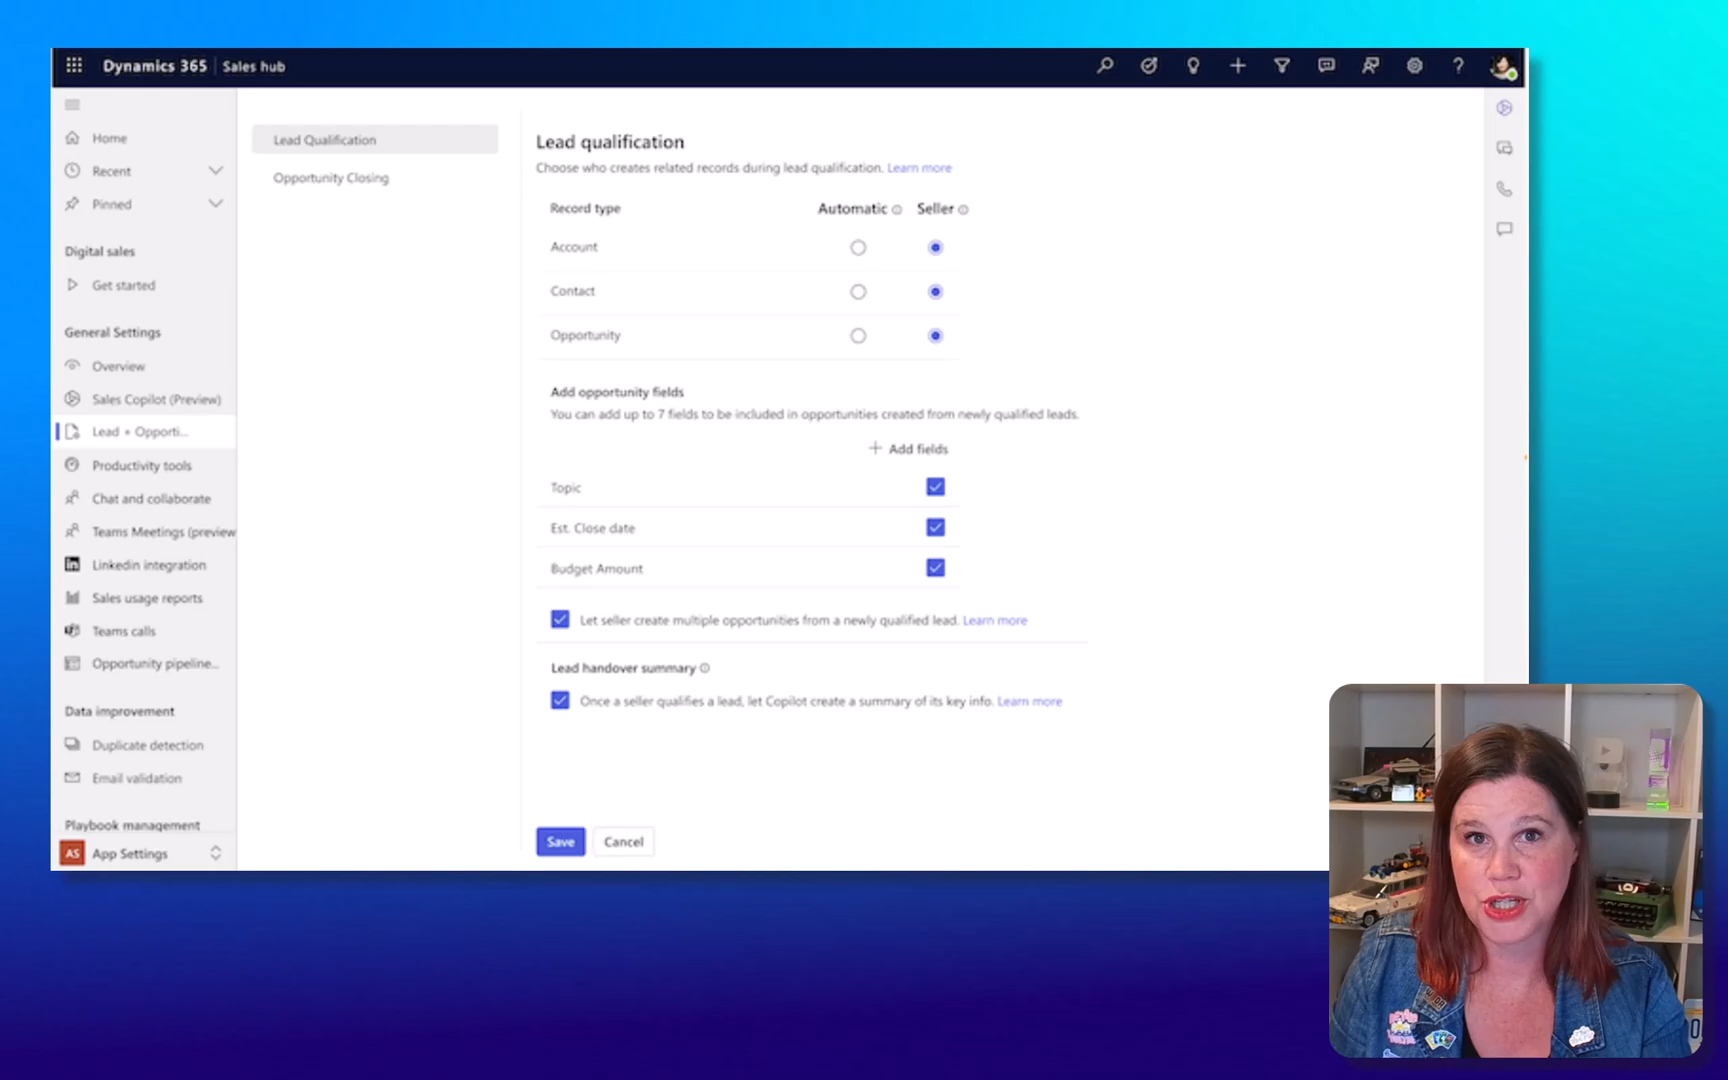 Dynamics 365 Sales hub
Home
Recent
Pinned
Digital sales
Get started
General Settings
Overview
Sales Copilot (Preview)
Lead + Opporti...
Productivity tools
Chat and collaborate
Teams Meetings (preview
Linkedin integration
Sales usage reports
Teams calls
Opportunity pipeline...
Data improvement
Duplicate detection
Email validation
Playbook management
AS App Settings
Lead Qualification
Opportunity Closing
Lead qualification
Choose who creates related records during lead qualification. Learn more
Record type Automatic Seller
Account
Contact
Opportunity
Add opportunity fields
You can add up to 7 fields to be included in opportunities created from newly qualified leads.
Add fields
Topic
Est. Close date
Budget Amount
Let seller create multiple opportunities from a newly qualified lead. Learn more
Lead handover summary
Once a seller qualifies a lead, let Copilot create a summary of its key info. Learn more
Save Cancel